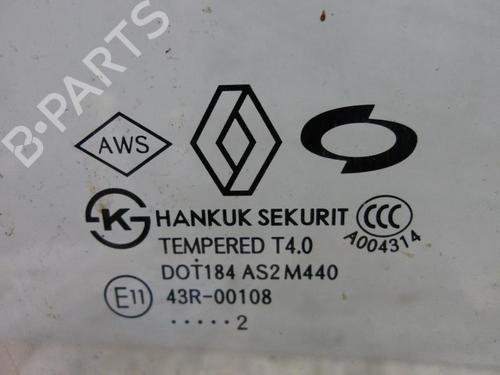 B-PARTS
AWS
K
HANKUK SEKURIT
CCC
A004314
TEMPERED T4.0
DOT184 AS2 M440
E11
43R-00108
..... 2